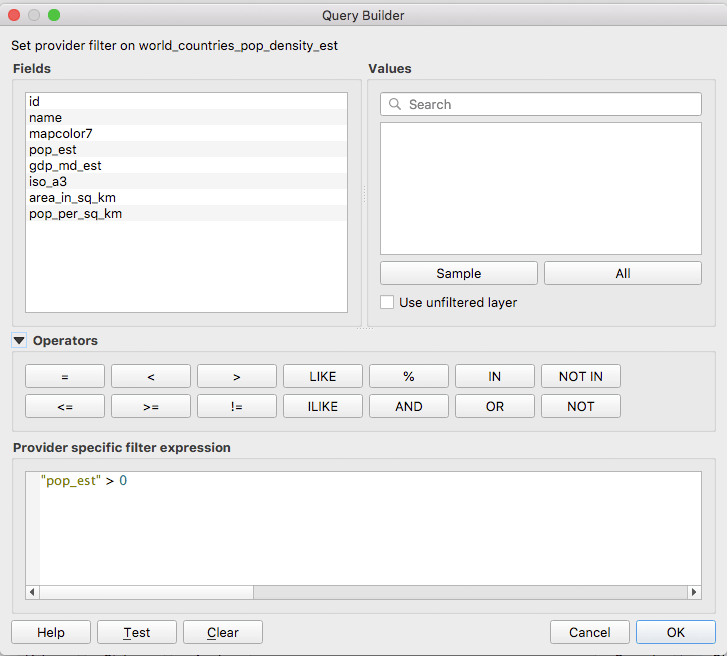 Query Builder
Set provider filter on world_countries_pop_density_est
Fields
Values
id
name
mapcolor7
pop_est
gdp_md_est
iso_a3
area_in_sq_km
pop_per_sq_km
Search
Sample
All
Use unfiltered layer
Operators
= < > LIKE % IN NOT IN
<= >= != ILIKE AND OR NOT
Provider specific filter expression
"pop_est" > 0
Help Test Clear Cancel OK